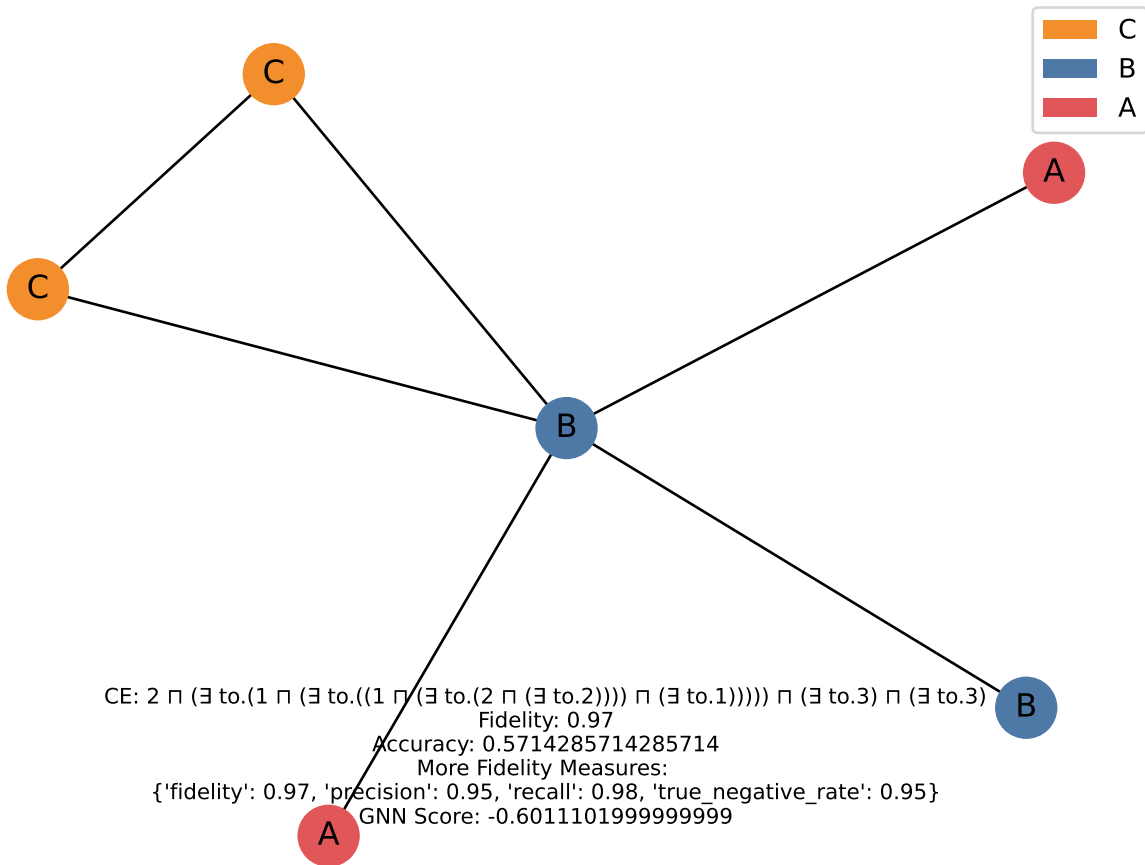 C
B
A
C
A
C
B
CE: 2 ⊓ (∃ to.(1 ⊓ (∃ to.((1 ⊓ (∃ to.(2 ⊓ (∃ to.2)))) ⊓ (∃ to.1))))) ⊓ (∃ to.3) ⊓ (∃ to.3)
B
Fidelity: 0.97
Accuracy: 0.5714285714285714
More Fidelity Measures:
{'fidelity': 0.97, 'precision': 0.95, 'recall': 0.98, 'true_negative_rate': 0.95}
GNN Score: -0.6011101999999999
A